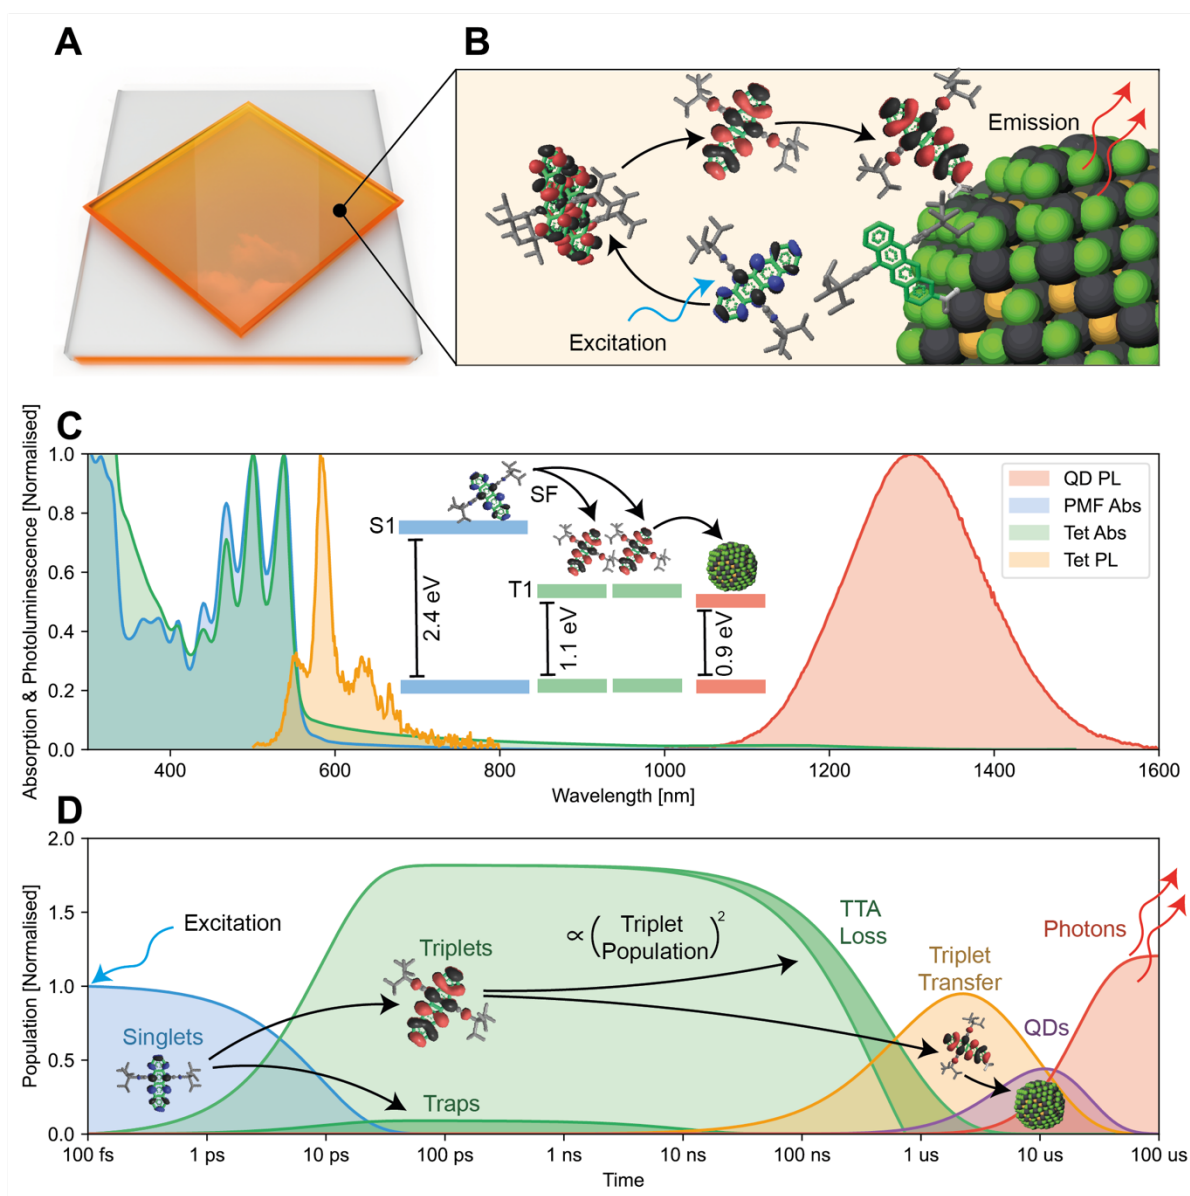 A
B
Emission
Excitation
C
Absorption & Photoluminescence [Normalised]
1.0
0.8
0.6
0.4
0.2
0.0
400
600
800
1000
1200
1400
1600
Wavelength [nm]
S1
SF
T1
2.4 eV
1.1 eV
0.9 eV
QD PL
PMF Abs
Tet Abs
Tet PL
D
Population [Normalised]
2.0
1.5
1.0
0.5
0.0
Excitation
Singlets
Triplets
Traps
∝ (Triplet
Population)²
TTA
Loss
Triplet
Transfer
QDs
Photons
100 fs
1 ps
10 ps
100 ps
1 ns
10 ns
100 ns
1 us
10 us
100 us
Time